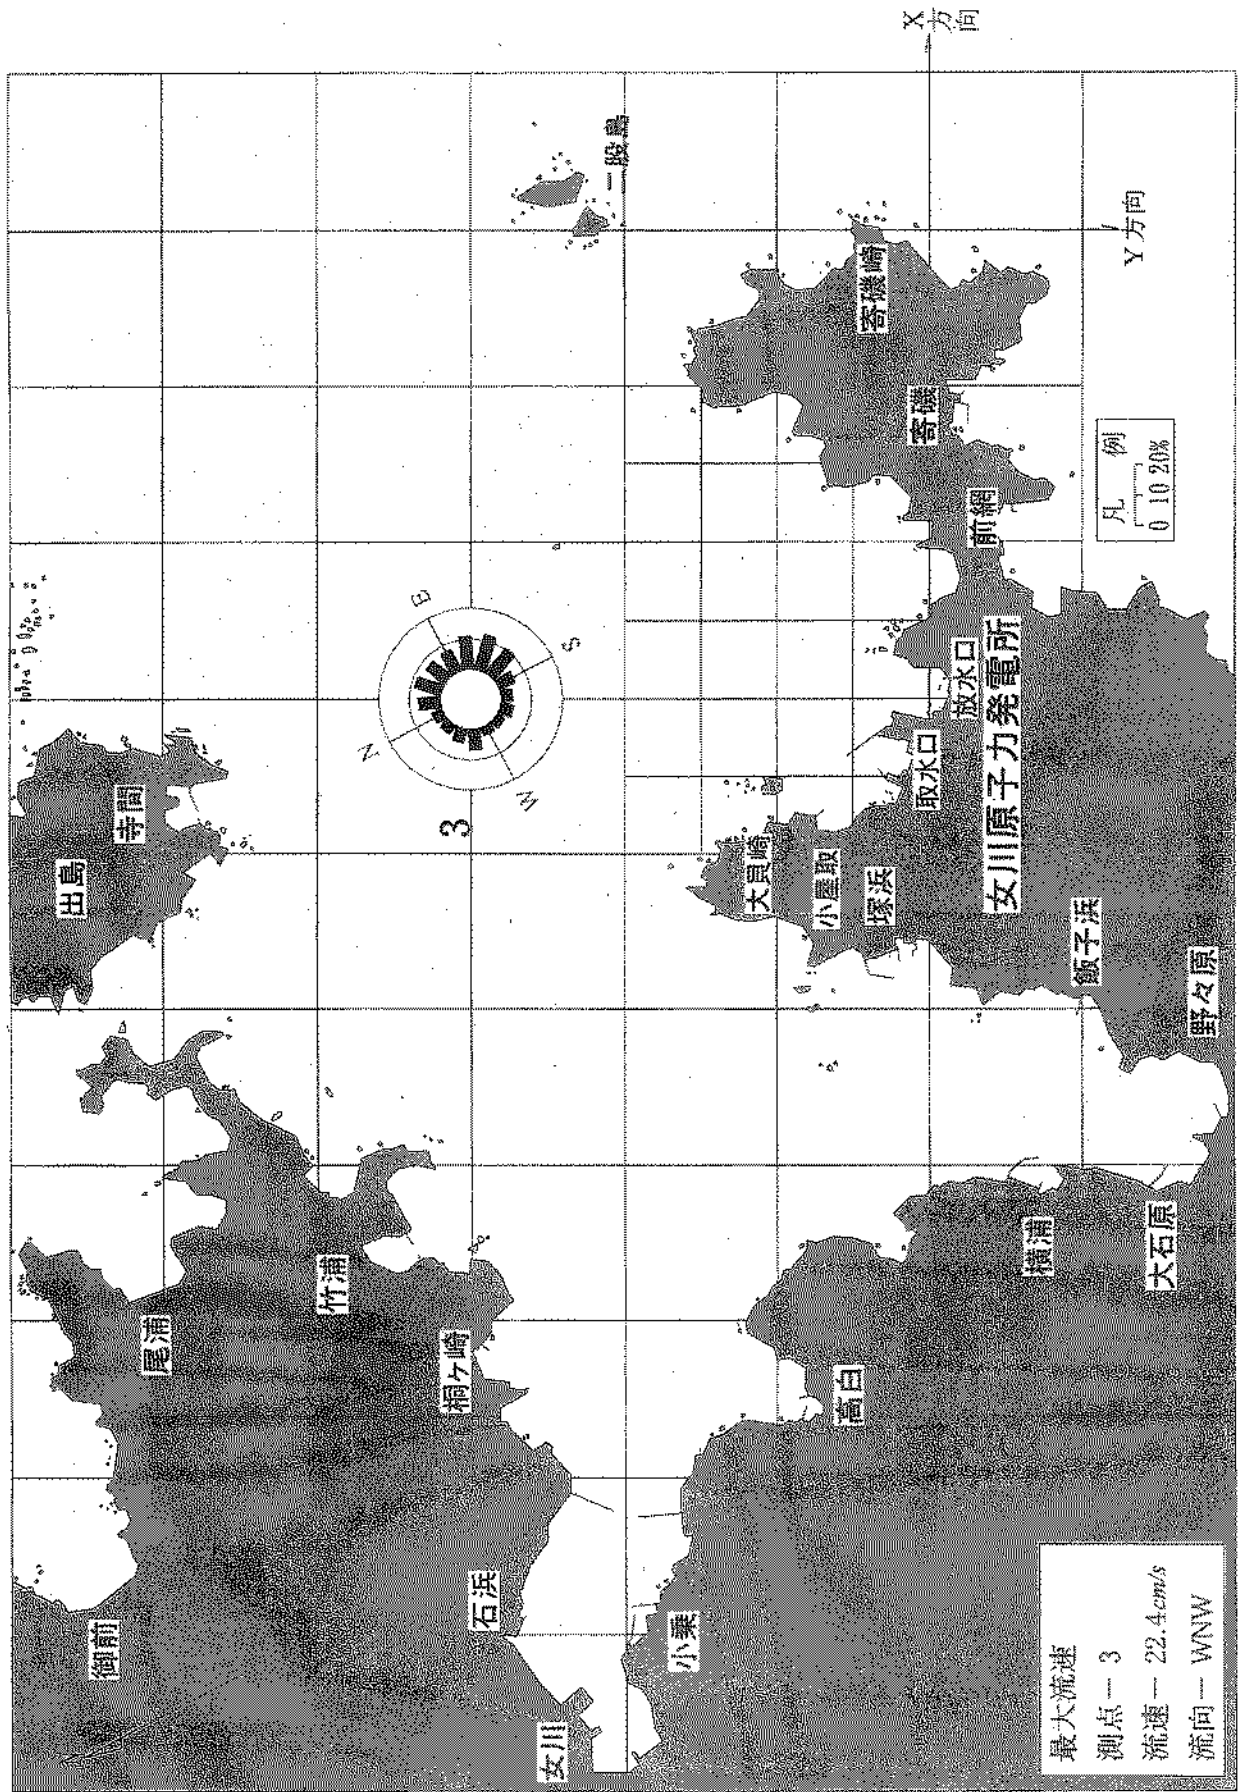 X方向
Y方向
二股島
寄磯崎
寄磯
前網
凡例
0 10 20%
E
S
N
W
3
放水口
取水口
女川原子力発電所
寺間
出島
大貝崎
小屋取
塚浜
飯子浜
野々原
竹浦
尾浦
桐ケ崎
横浦
大石原
高白
御前
石浜
小乗
女川
最大流速
測点－3
流速－22.4cm/s
流向－WNW